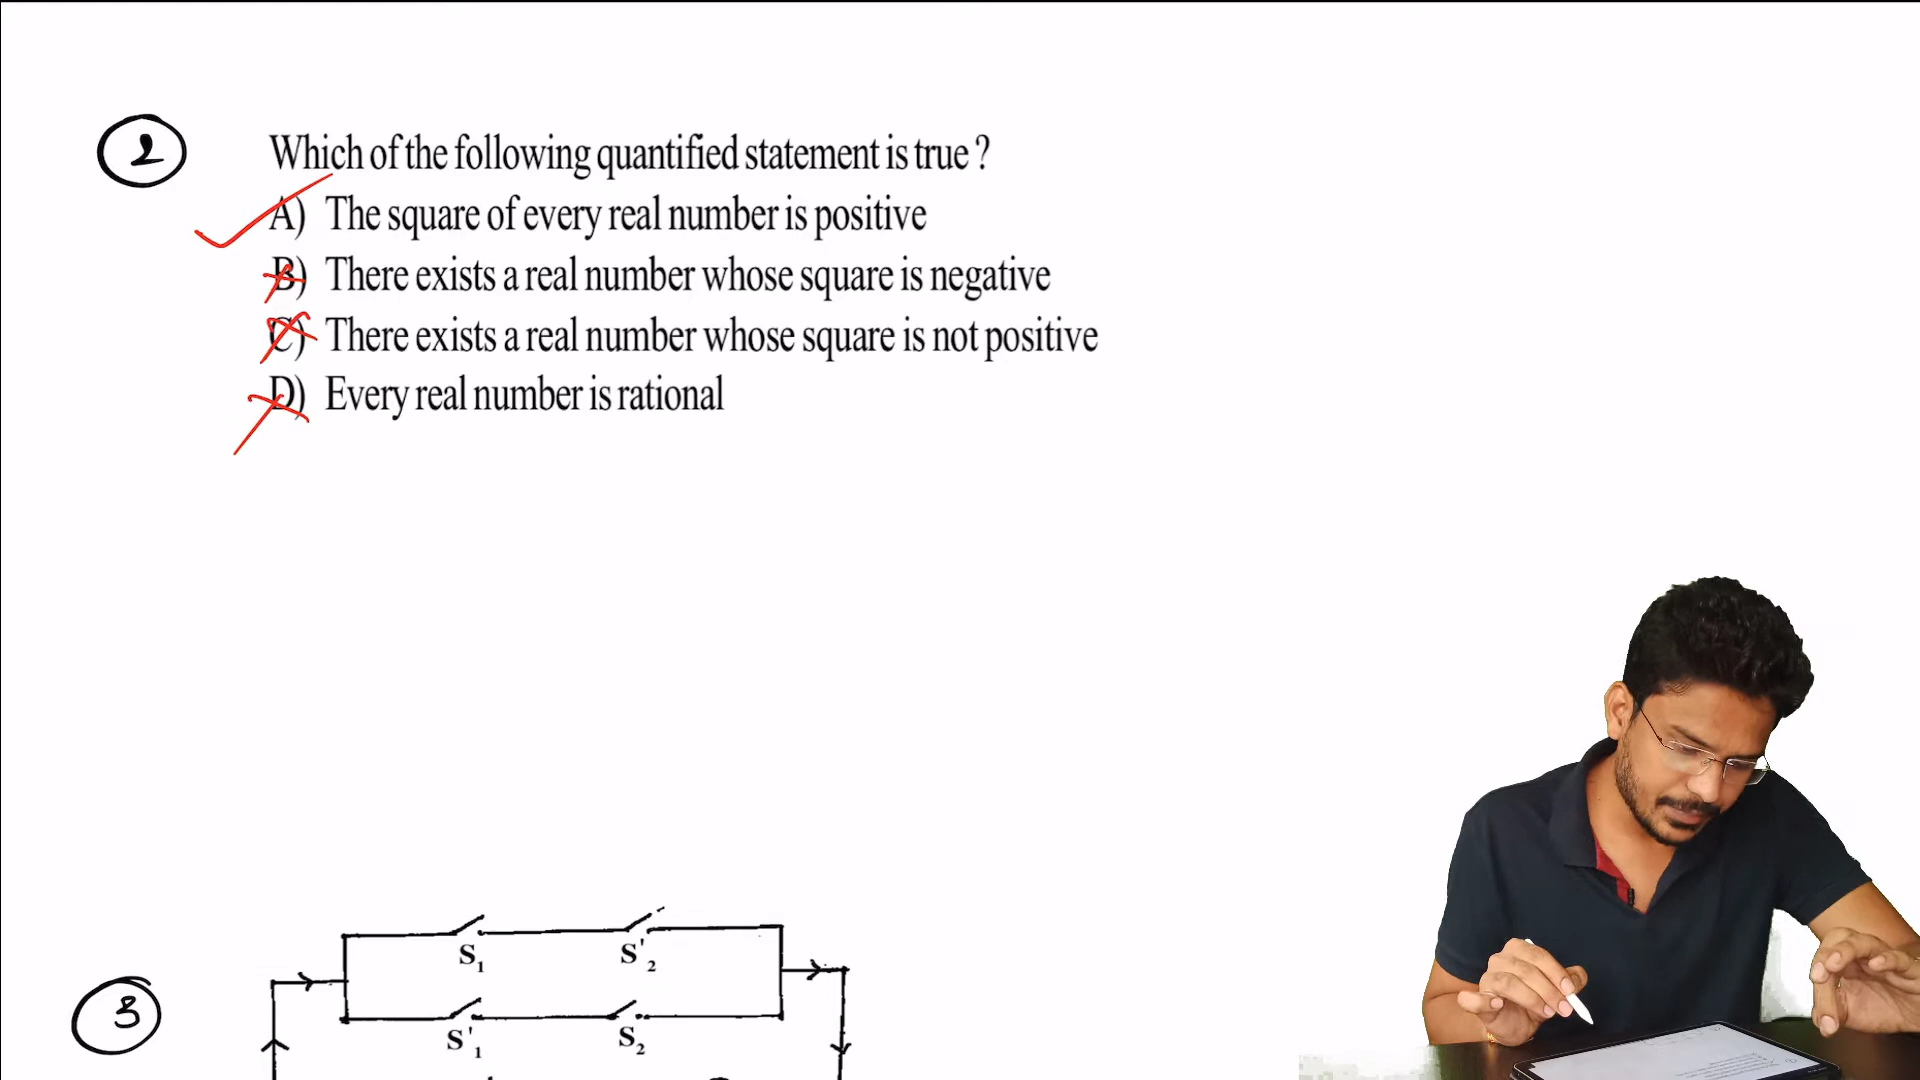 2 Which of the following quantified statement is true ?
A) The square of every real number is positive
B) There exists a real number whose square is negative
C) There exists a real number whose square is not positive
D) Every real number is rational
S1 S'2
3
S'1 S2